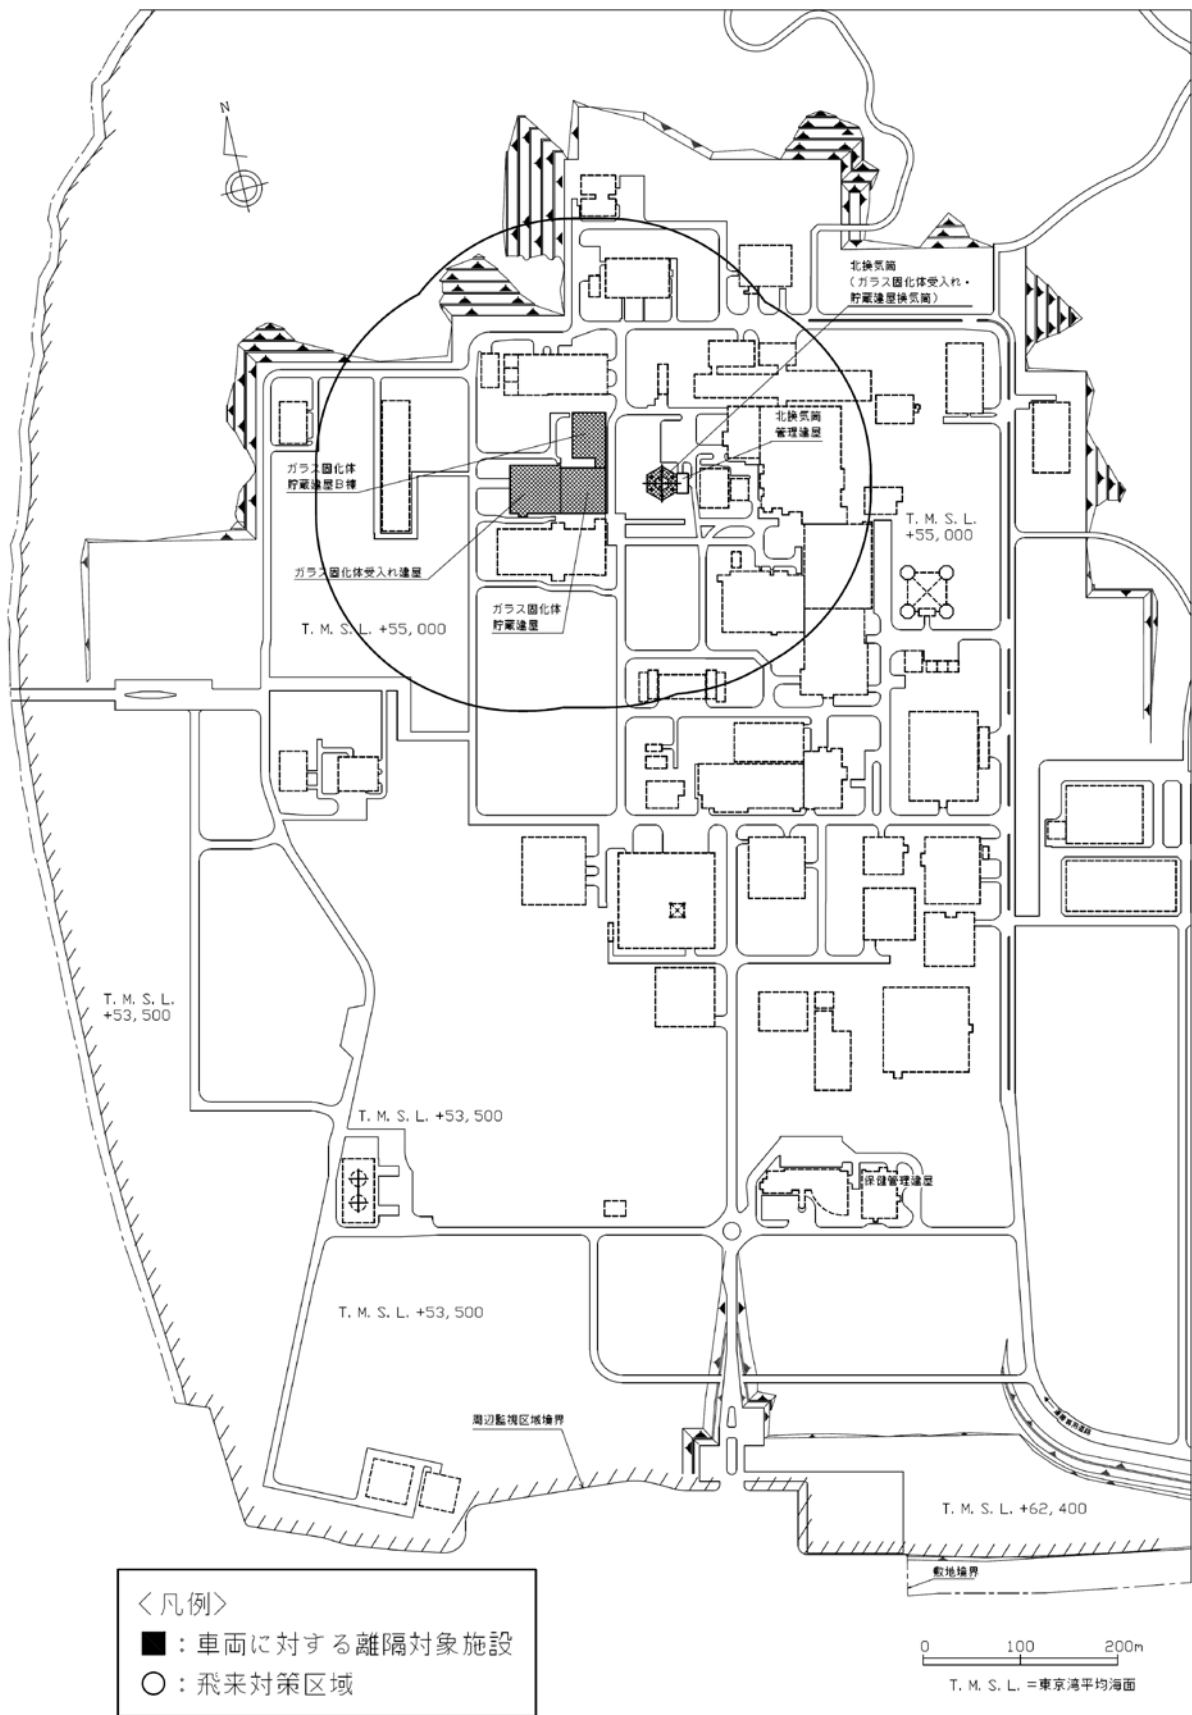 N
北換気筒
(ガラス固化体受入れ・
貯蔵建屋換気筒)
北換気筒
管理建屋
ガラス固化体
貯蔵建屋B棟
T. M. S. L.
+55,000
ガラス固化体受入れ建屋
ガラス固化体
貯蔵建屋
T. M. S. L. +55,000
T. M. S. L.
+53,500
T. M. S. L. +53,500
保健管理建屋
T. M. S. L. +53,500
周辺監視区域境界
T. M. S. L. +62,400
敷地境界
<凡例>
■:車両に対する離隔対象施設
○:飛来対策区域
0 100 200m
T. M. S. L. =東京湾平均海面